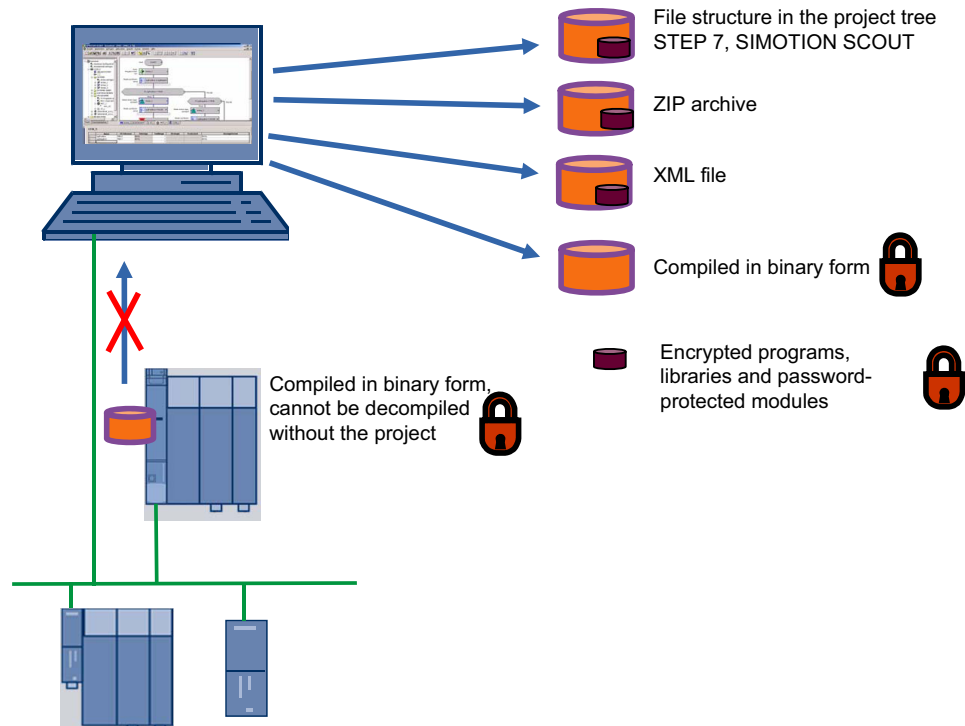 File structure in the project tree
STEP 7, SIMOTION SCOUT
ZIP archive
XML file
Compiled in binary form
Encrypted programs,
libraries and password-
protected modules
Compiled in binary form,
cannot be decompiled
without the project